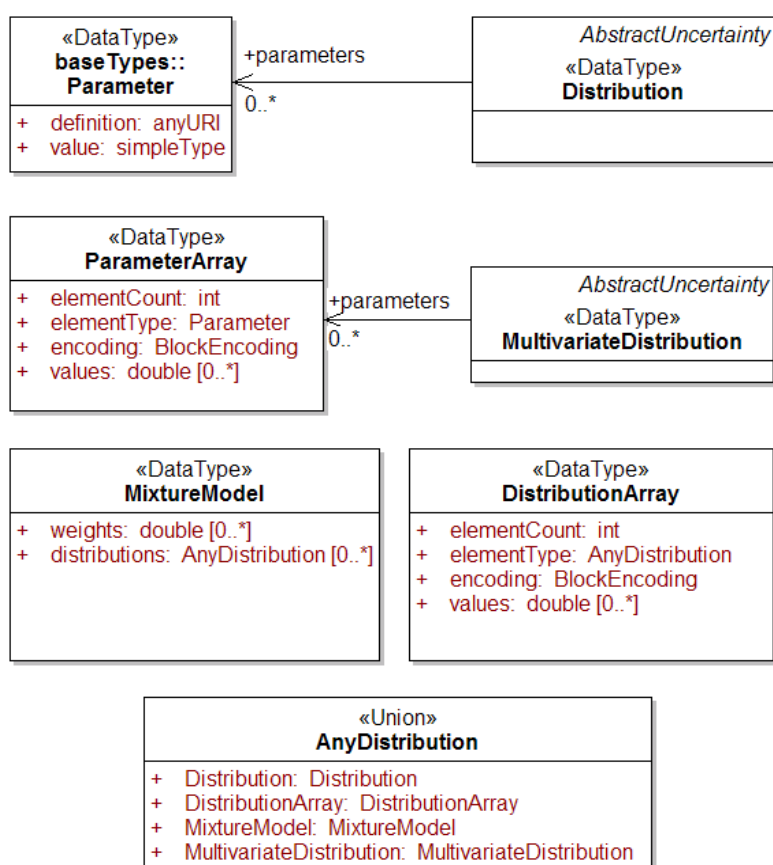 «DataType»
baseTypes::
Parameter
+ definition: anyURI
+ value: simpleType
+parameters
0..*
AbstractUncertainty
«DataType»
Distribution
«DataType»
ParameterArray
+ elementCount: int
+ elementType: Parameter
+ encoding: BlockEncoding
+ values: double [0..*]
+parameters
0..*
AbstractUncertainty
«DataType»
MultivariateDistribution
«DataType»
MixtureModel
+ weights: double [0..*]
+ distributions: AnyDistribution [0..*]
«DataType»
DistributionArray
+ elementCount: int
+ elementType: AnyDistribution
+ encoding: BlockEncoding
+ values: double [0..*]
«Union»
AnyDistribution
+ Distribution: Distribution
+ DistributionArray: DistributionArray
+ MixtureModel: MixtureModel
+ MultivariateDistribution: MultivariateDistribution